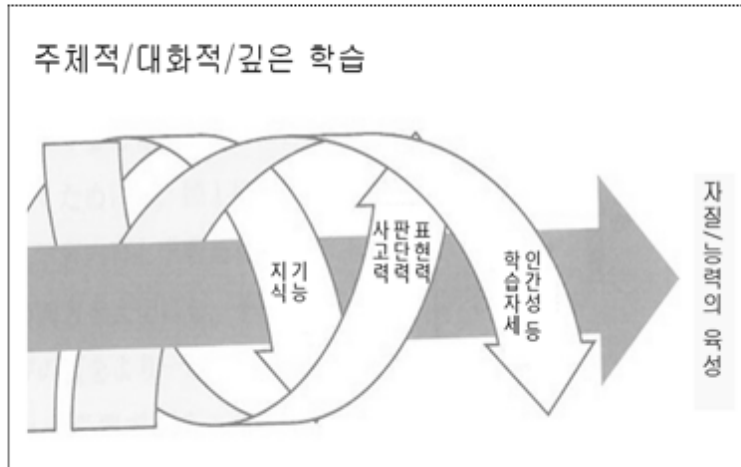 주체적/대화적/깊은 학습
지식
기능
사고력
판단력
표현력
학습자세
인간성 등
자질/능력의 육성